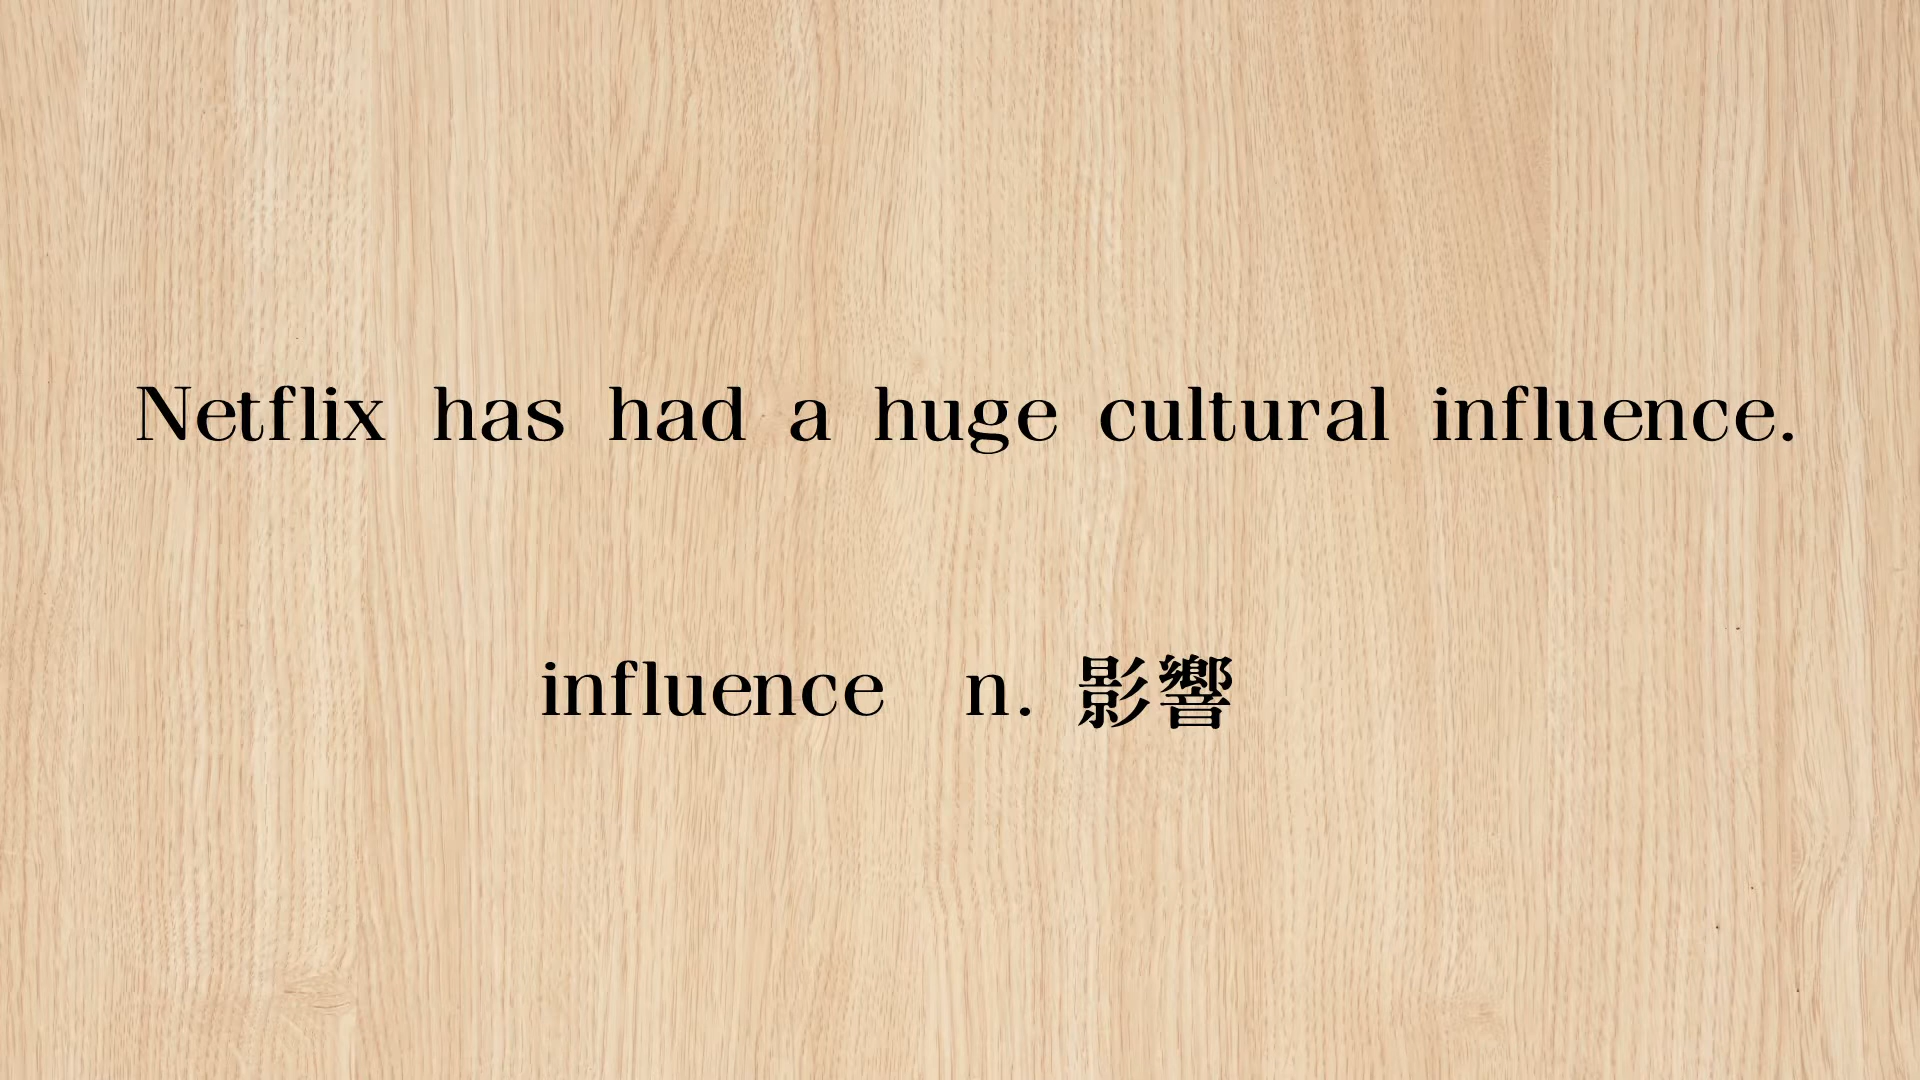 Netflix has had a huge cultural influence.
influence n. 影響